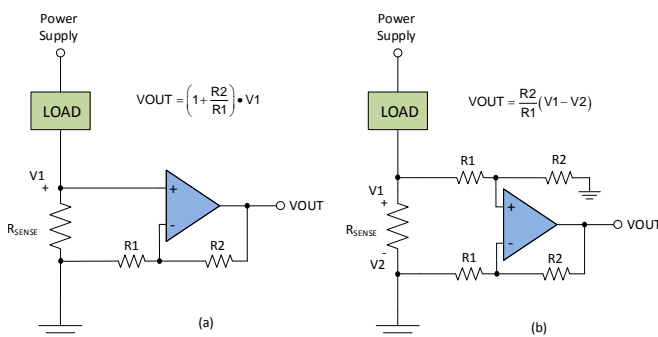 Power
Supply
LOAD
VOUT = (1 + R2/R1) • V1
V1
+
RSENSE
+
-
R1
R2
VOUT
(a)
Power
Supply
LOAD
VOUT = R2/R1 (V1 − V2)
R1
R2
V1
+
RSENSE
-
V2
+
-
R1
R2
VOUT
(b)